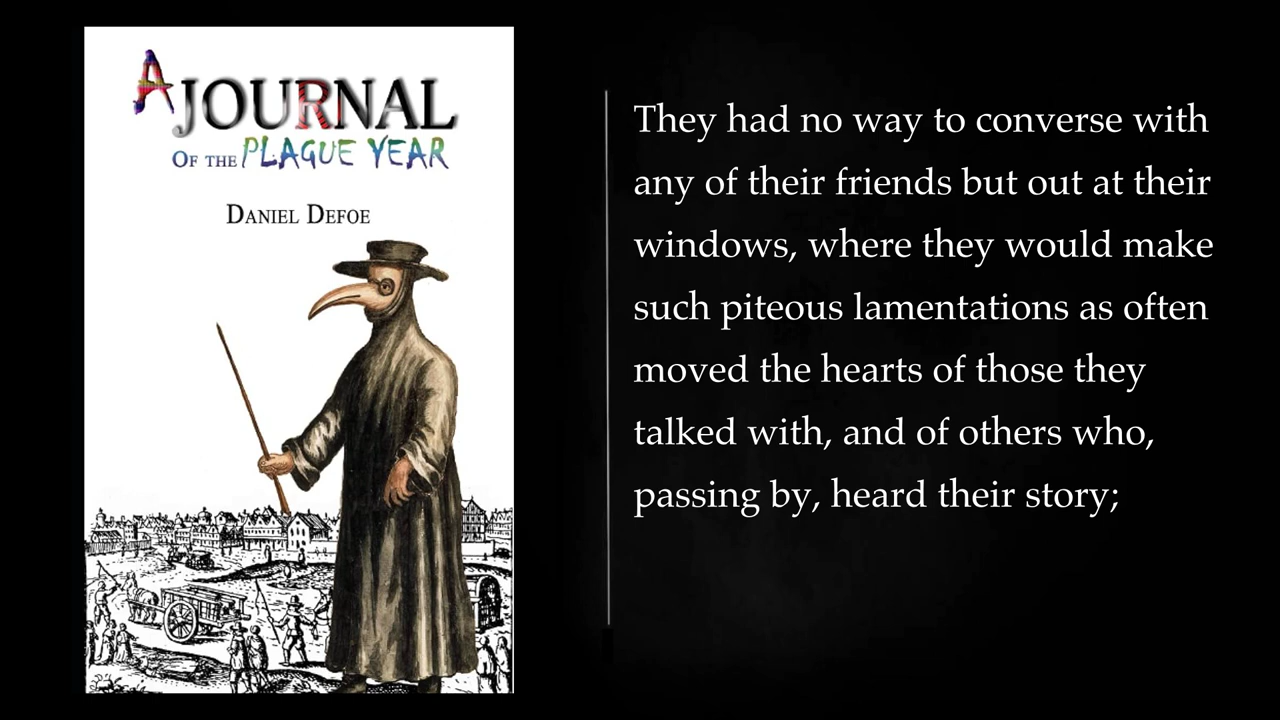 A JOURNAL
OF THE PLAGUE YEAR
DANIEL DEFOE
They had no way to converse with
any of their friends but out at their
windows, where they would make
such piteous lamentations as often
moved the hearts of those they
talked with, and of others who,
passing by, heard their story;